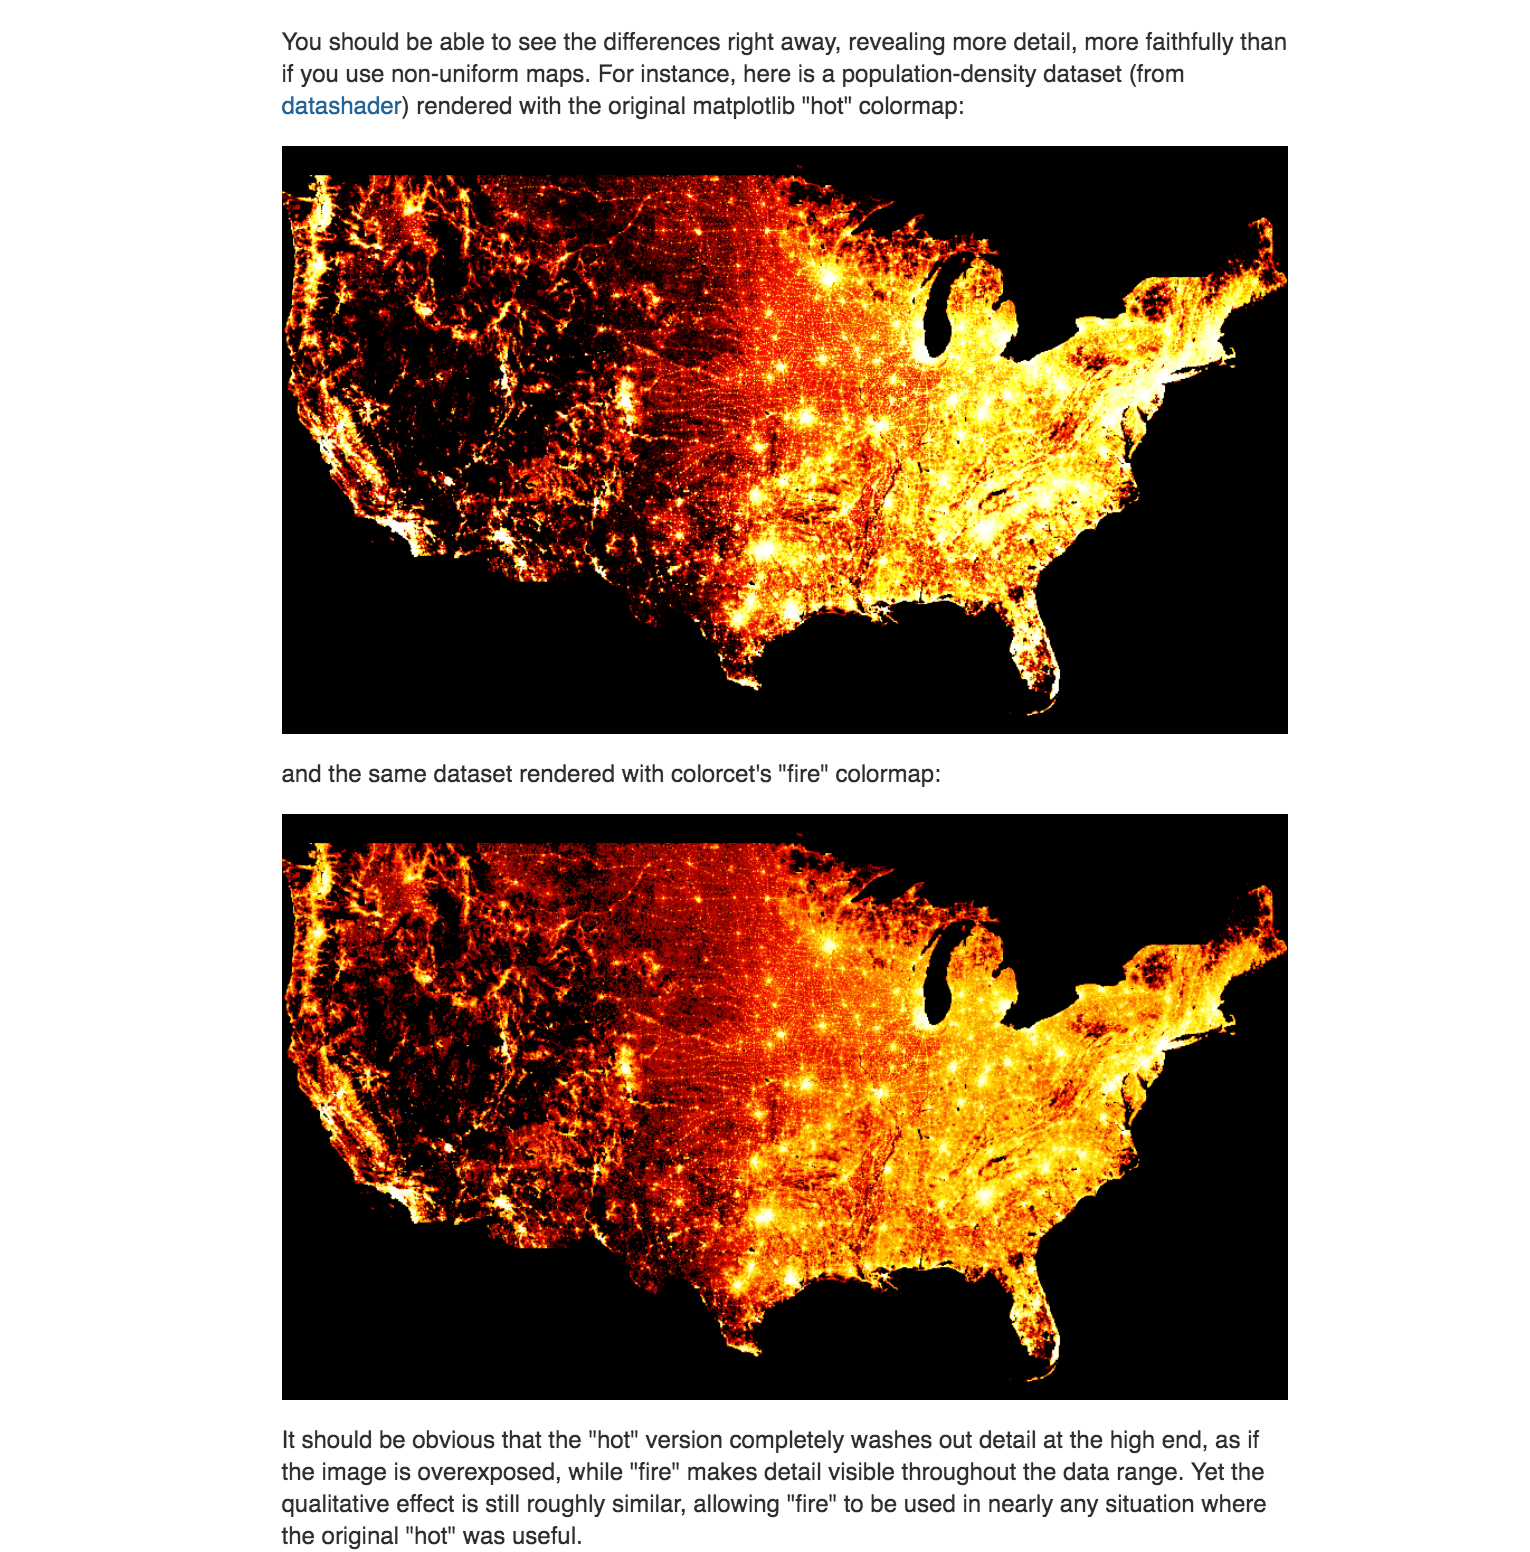 You should be able to see the differences right away, revealing more detail, more faithfully than
if you use non-uniform maps. For instance, here is a population-density dataset (from
datashader) rendered with the original matplotlib "hot" colormap:
and the same dataset rendered with colorcet's "fire" colormap:
It should be obvious that the "hot" version completely washes out detail at the high end, as if
the image is overexposed, while "fire" makes detail visible throughout the data range. Yet the
qualitative effect is still roughly similar, allowing "fire" to be used in nearly any situation where
the original "hot" was useful.